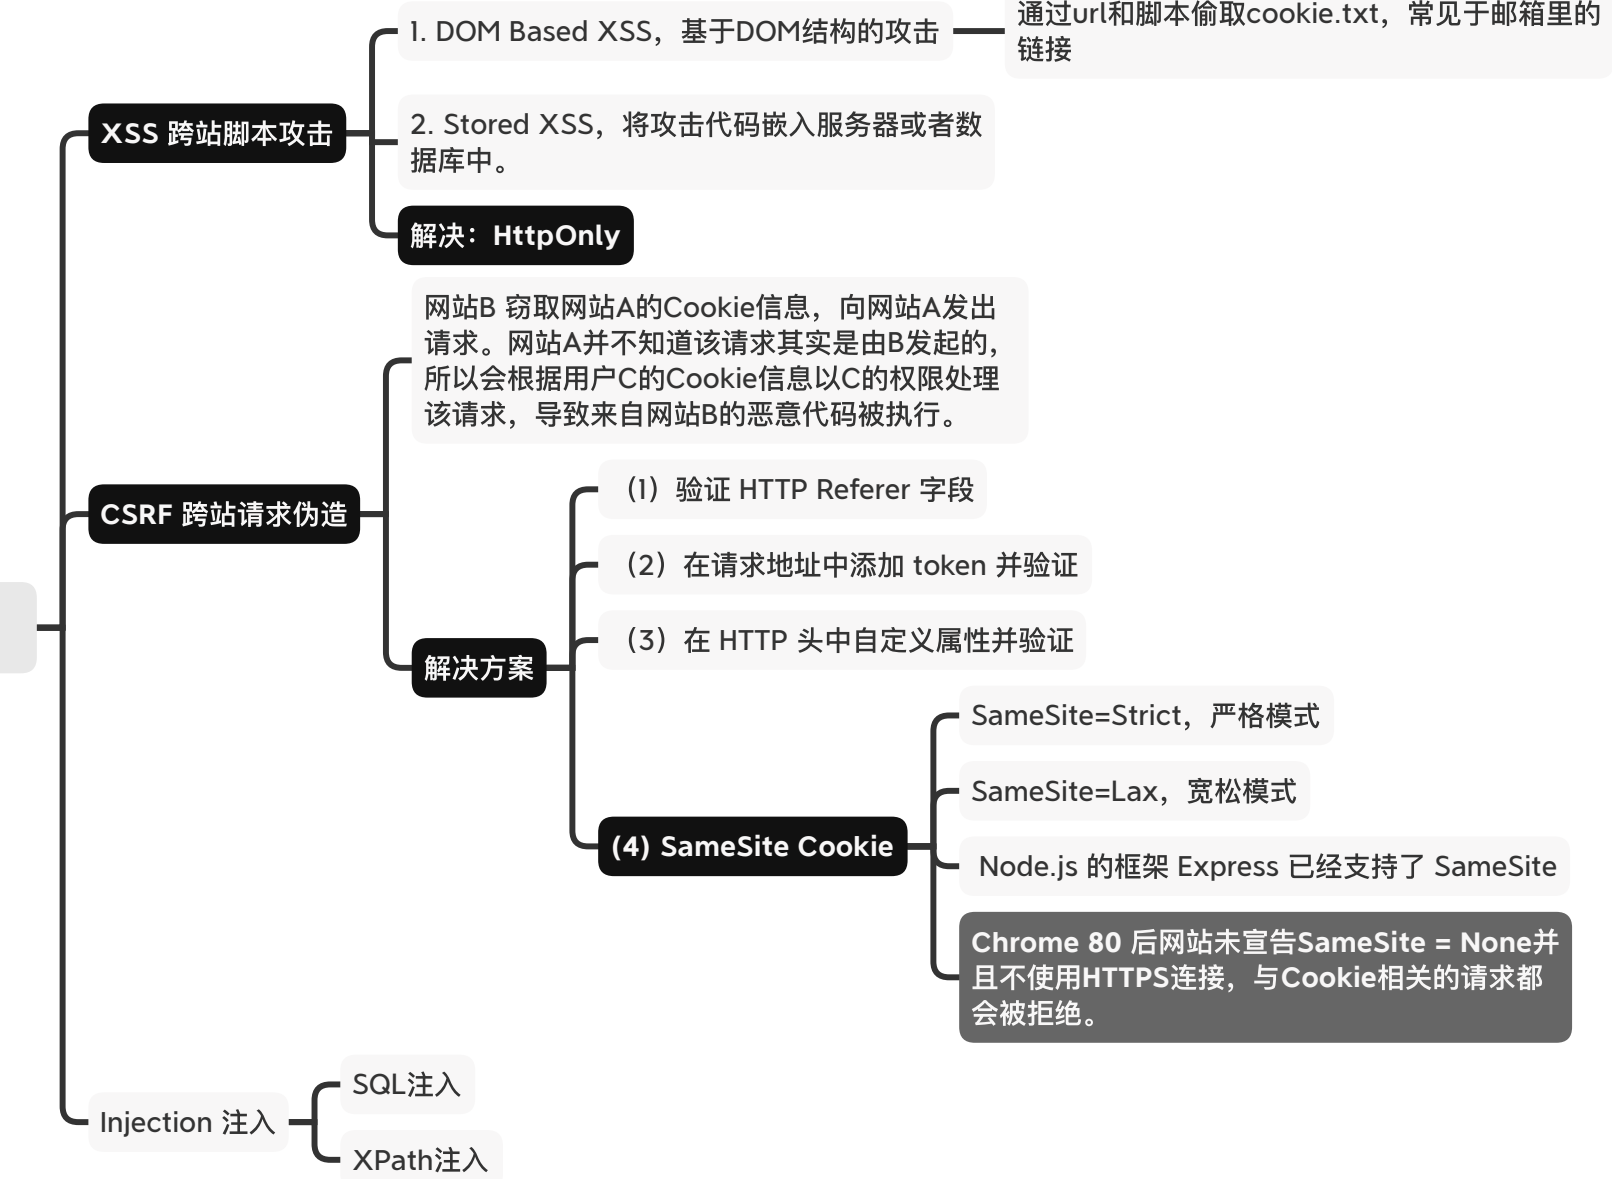 1. DOM Based XSS，基于DOM结构的攻击
通过url和脚本偷取cookie.txt，常见于邮箱里的
链接
XSS 跨站脚本攻击
2. Stored XSS，将攻击代码嵌入服务器或者数
据库中。
解决：HttpOnly
网站B 窃取网站A的Cookie信息，向网站A发出
请求。网站A并不知道该请求其实是由B发起的，
所以会根据用户C的Cookie信息以C的权限处理
该请求，导致来自网站B的恶意代码被执行。
CSRF 跨站请求伪造
（1）验证 HTTP Referer 字段
（2）在请求地址中添加 token 并验证
（3）在 HTTP 头中自定义属性并验证
解决方案
SameSite=Strict，严格模式
SameSite=Lax，宽松模式
(4) SameSite Cookie
Node.js 的框架 Express 已经支持了 SameSite
Chrome 80 后网站未宣告SameSite = None并
且不使用HTTPS连接，与Cookie相关的请求都
会被拒绝。
SQL注入
Injection 注入
XPath注入